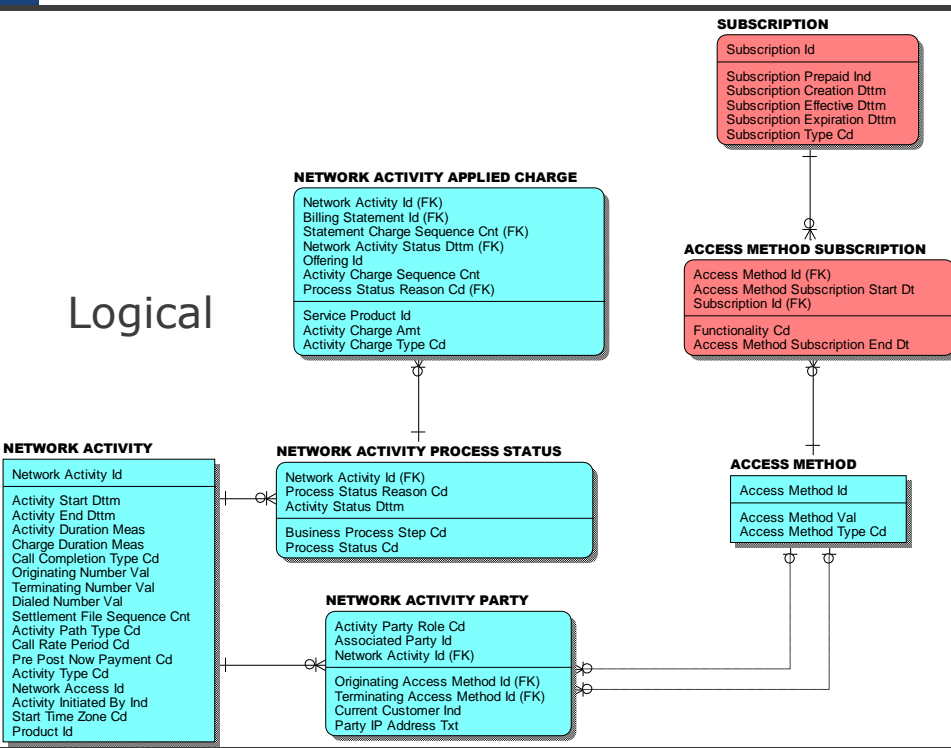 SUBSCRIPTION
Subscription Id
Subscription Prepaid Ind
Subscription Creation Dttm
Subscription Effective Dttm
Subscription Expiration Dttm
Subscription Type Cd
NETWORK ACTIVITY APPLIED CHARGE
Network Activity Id (FK)
Billing Statement Id (FK)
Statement Charge Sequence Cnt (FK)
Network Activity Status Dttm (FK)
Offering Id
Activity Charge Sequence Cnt
Process Status Reason Cd (FK)
Service Product Id
Activity Charge Amt
Activity Charge Type Cd
ACCESS METHOD SUBSCRIPTION
Access Method Id (FK)
Access Method Subscription Start Dt
Subscription Id (FK)
Functionality Cd
Access Method Subscription End Dt
Logical
NETWORK ACTIVITY
Network Activity Id
Activity Start Dttm
Activity End Dttm
Activity Duration Meas
Charge Duration Meas
Call Completion Type Cd
Originating Number Val
Terminating Number Val
Dialed Number Val
Settlement File Sequence Cnt
Activity Path Type Cd
Call Rate Period Cd
Pre Post Now Payment Cd
Activity Type Cd
Network Access Id
Activity Initiated By Ind
Start Time Zone Cd
Product Id
NETWORK ACTIVITY PROCESS STATUS
Network Activity Id (FK)
Process Status Reason Cd
Activity Status Dttm
Business Process Step Cd
Process Status Cd
ACCESS METHOD
Access Method Id
Access Method Val
Access Method Type Cd
NETWORK ACTIVITY PARTY
Activity Party Role Cd
Associated Party Id
Network Activity Id (FK)
Originating Access Method Id (FK)
Terminating Access Method Id (FK)
Current Customer Ind
Party IP Address Txt